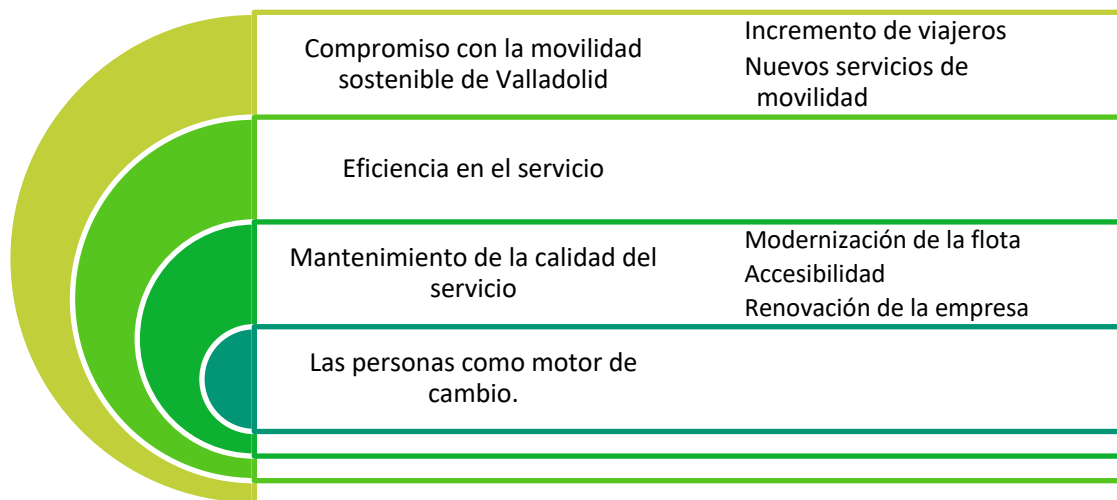 Compromiso con la movilidad
sostenible de Valladolid
Incremento de viajeros
Nuevos servicios de
movilidad
Eficiencia en el servicio
Mantenimiento de la calidad del
servicio
Modernización de la flota
Accesibilidad
Renovación de la empresa
Las personas como motor de
cambio.